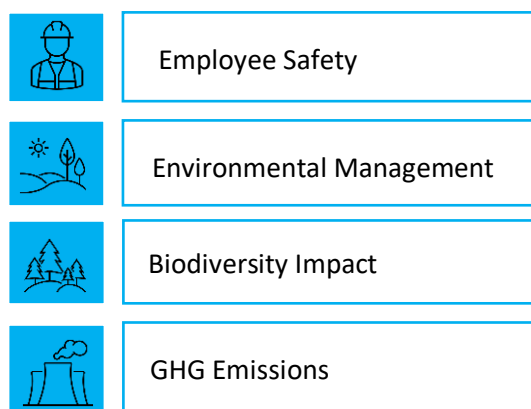 Employee Safety
Environmental Management
Biodiversity Impact
GHG Emissions